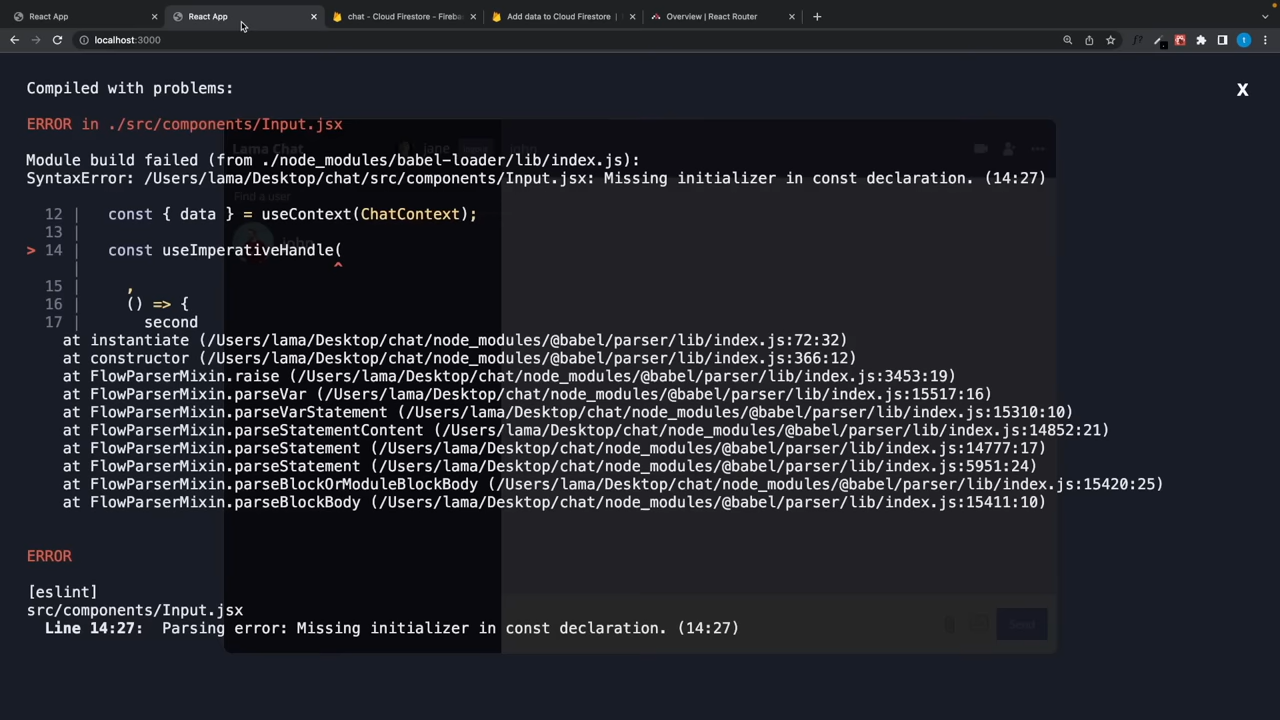 React App
React App
chat - Cloud Firestore - Fireba
Add data to Cloud Firestore
Overview | React Router
localhost:3000
Compiled with problems:
X
ERROR in ./src/components/Input.jsx
Lama Chat
jane
john
Module build failed (from ./node_modules/babel-loader/lib/index.js):
SyntaxError: /Users/lama/Desktop/chat/src/components/Input.jsx: Missing initializer in const declaration. (14:27)
Find a user
12 | const { data } = useContext(ChatContext);
13 |
> 14 | const useImperativeHandle(
| ^
john
15 | ,
16 | () => {
17 | second
at instantiate (/Users/lama/Desktop/chat/node_modules/@babel/parser/lib/index.js:72:32)
at constructor (/Users/lama/Desktop/chat/node_modules/@babel/parser/lib/index.js:366:12)
at FlowParserMixin.raise (/Users/lama/Desktop/chat/node_modules/@babel/parser/lib/index.js:3453:19)
at FlowParserMixin.parseVar (/Users/lama/Desktop/chat/node_modules/@babel/parser/lib/index.js:15517:16)
at FlowParserMixin.parseVarStatement (/Users/lama/Desktop/chat/node_modules/@babel/parser/lib/index.js:15310:10)
at FlowParserMixin.parseStatementContent (/Users/lama/Desktop/chat/node_modules/@babel/parser/lib/index.js:14852:21)
at FlowParserMixin.parseStatement (/Users/lama/Desktop/chat/node_modules/@babel/parser/lib/index.js:14777:17)
at FlowParserMixin.parseStatement (/Users/lama/Desktop/chat/node_modules/@babel/parser/lib/index.js:5951:24)
at FlowParserMixin.parseBlockOrModuleBlockBody (/Users/lama/Desktop/chat/node_modules/@babel/parser/lib/index.js:15420:25)
at FlowParserMixin.parseBlockBody (/Users/lama/Desktop/chat/node_modules/@babel/parser/lib/index.js:15411:10)
ERROR
[eslint]
src/components/Input.jsx
Line 14:27: Parsing error: Missing initializer in const declaration. (14:27)
Send